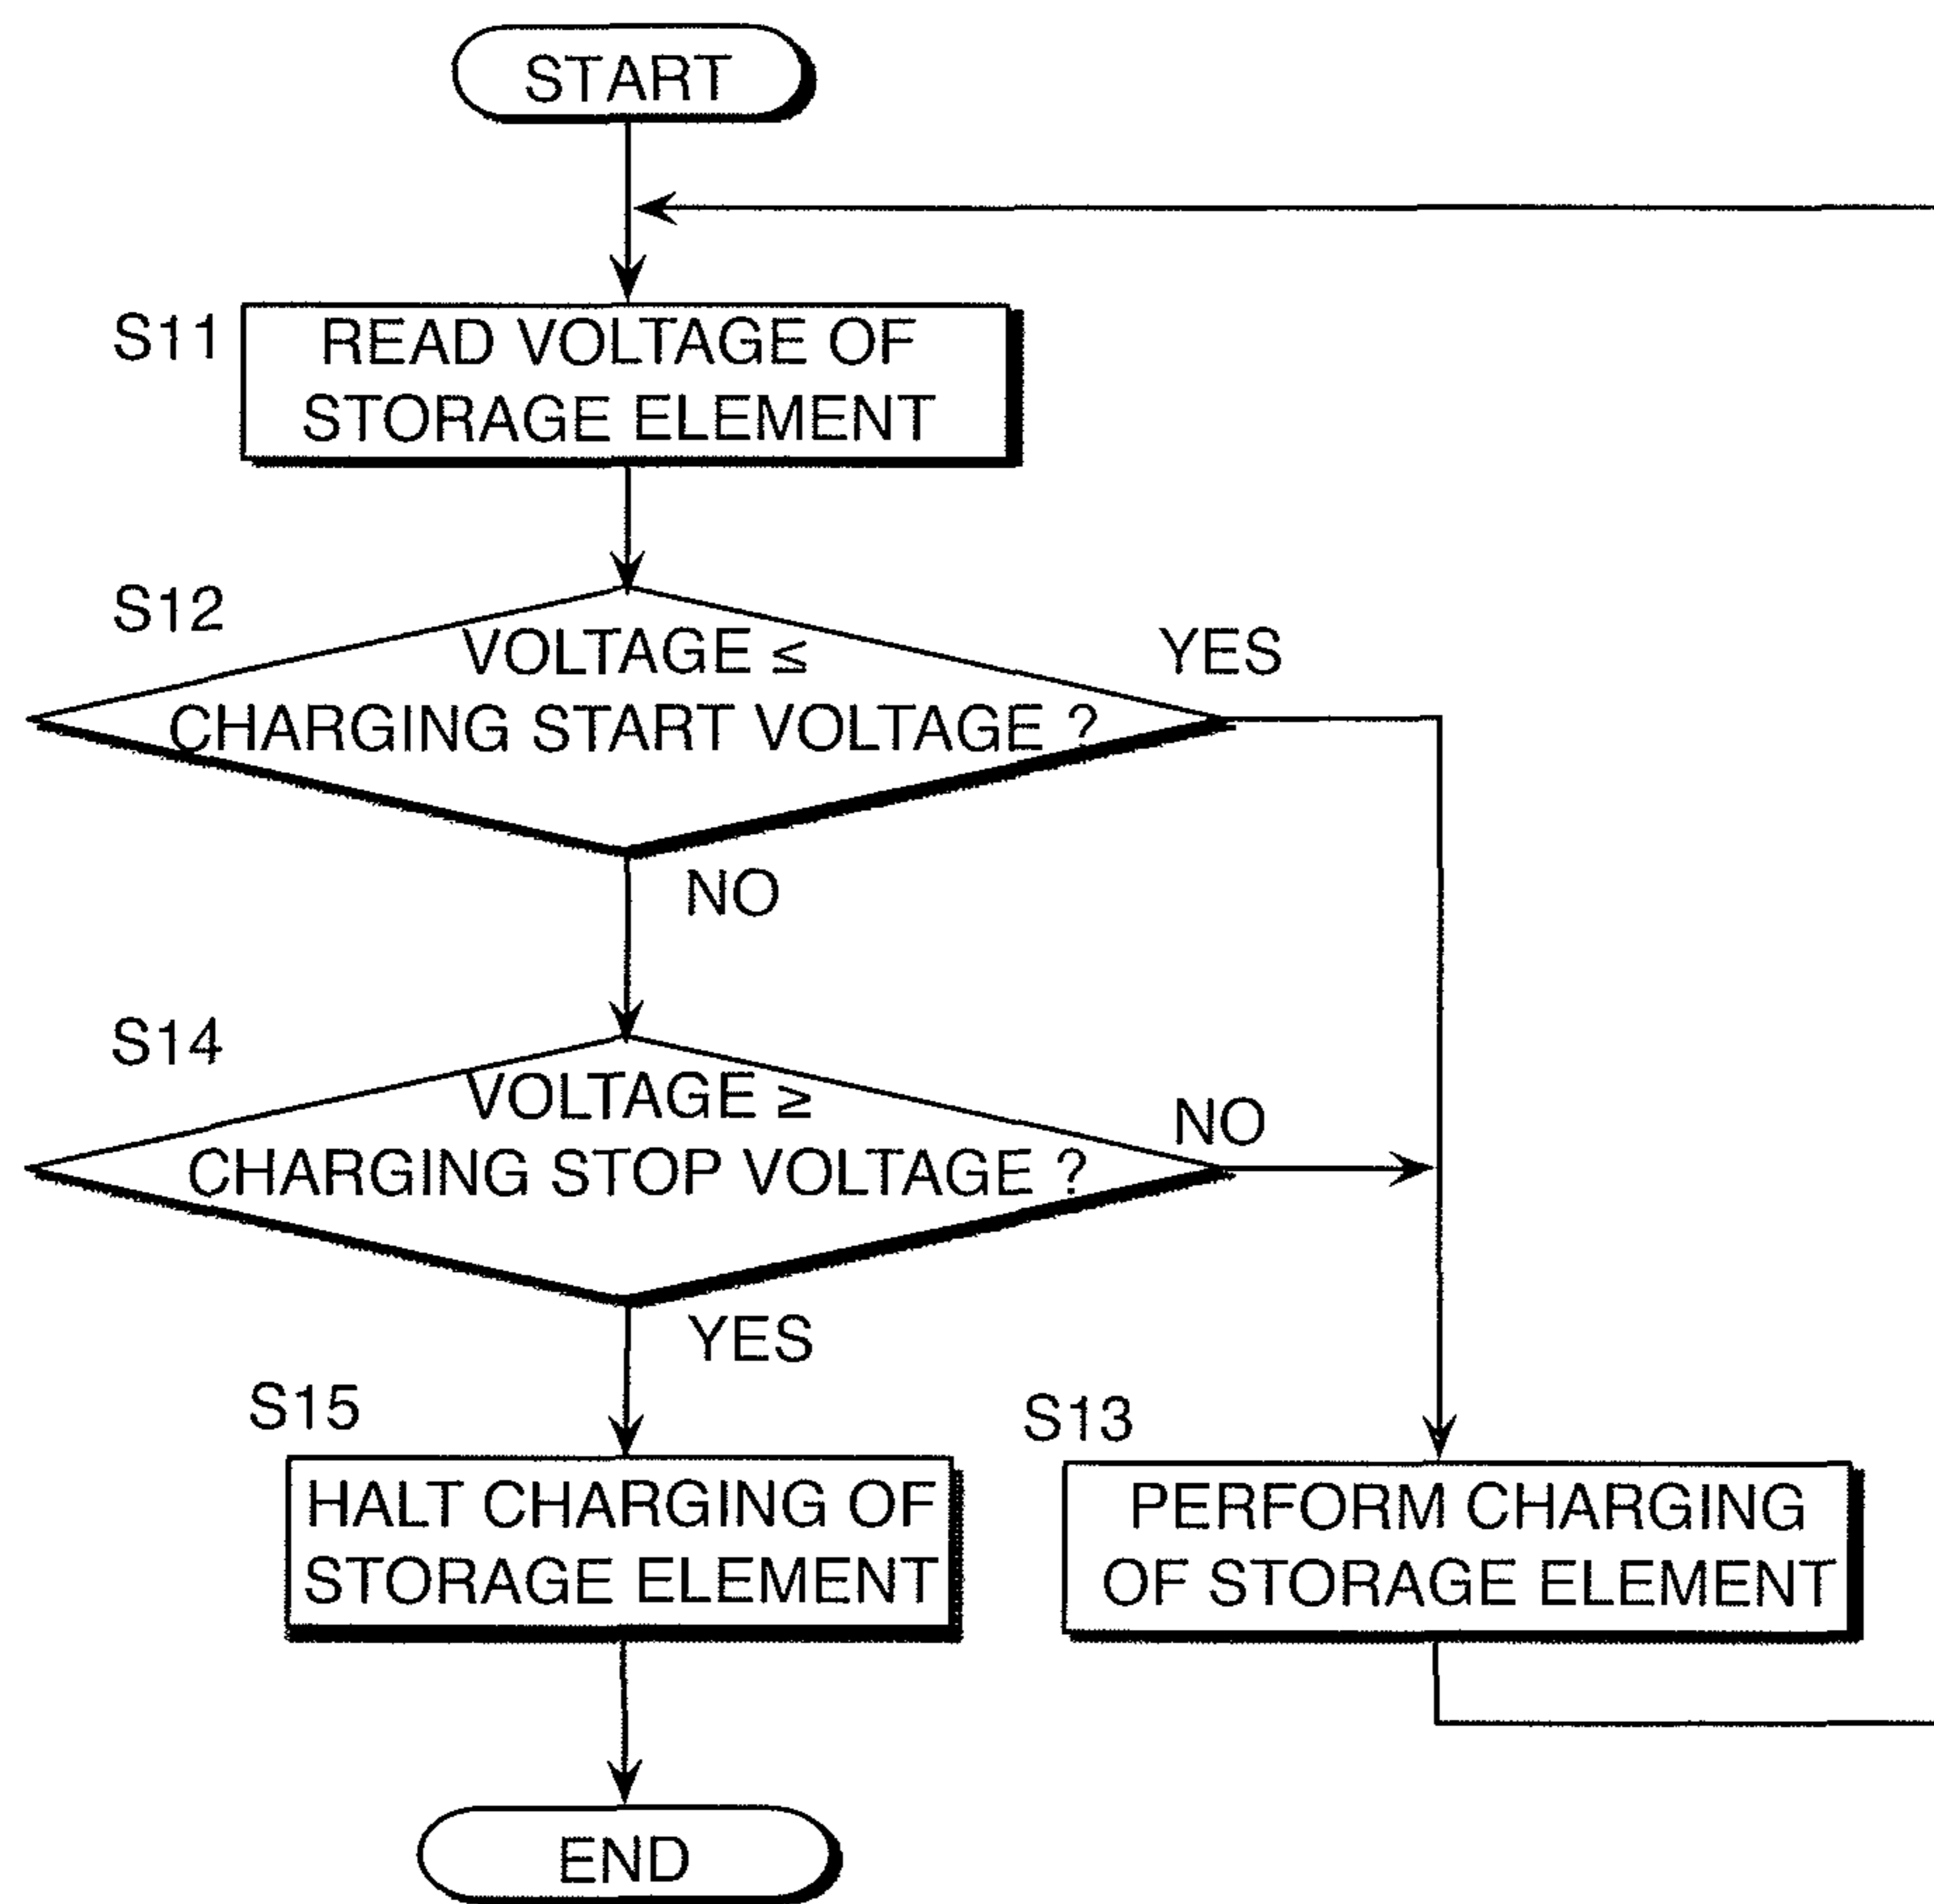 START
S11
READ VOLTAGE OF
STORAGE ELEMENT
S12
VOLTAGE ≤
CHARGING START VOLTAGE ?
YES
NO
S14
VOLTAGE ≥
CHARGING STOP VOLTAGE ?
NO
YES
S15
HALT CHARGING OF
STORAGE ELEMENT
S13
PERFORM CHARGING
OF STORAGE ELEMENT
END